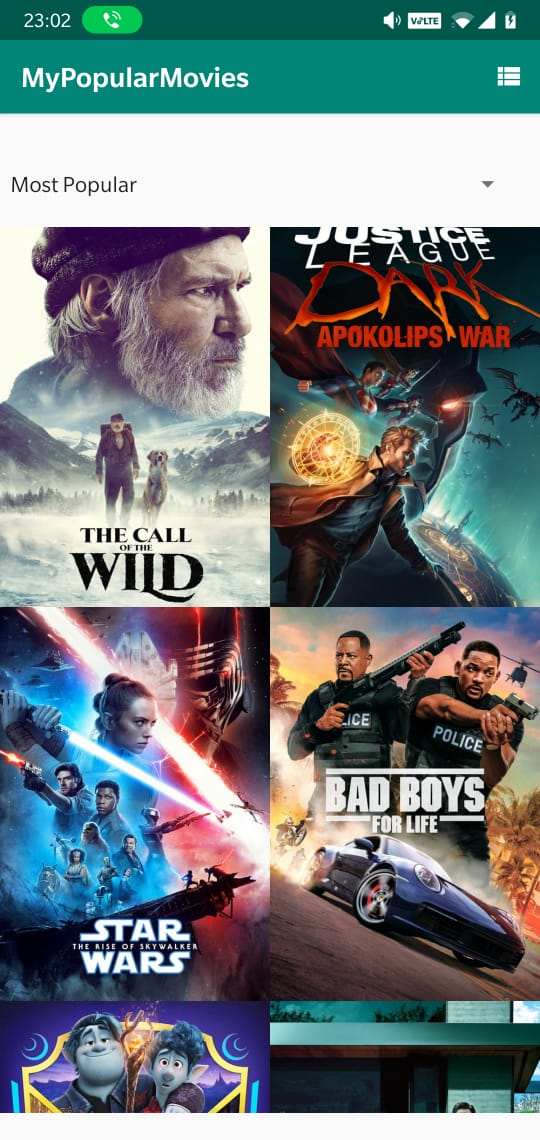 23:02
VoLTE
MyPopularMovies
Most Popular
THE CALL
OF THE
WILD
JUSTICE
LEAGUE
DARK
APOKOLIPS WAR
STAR
THE RISE OF SKYWALKER
WARS
LICE
POLICE
BAD BOYS
FOR LIFE